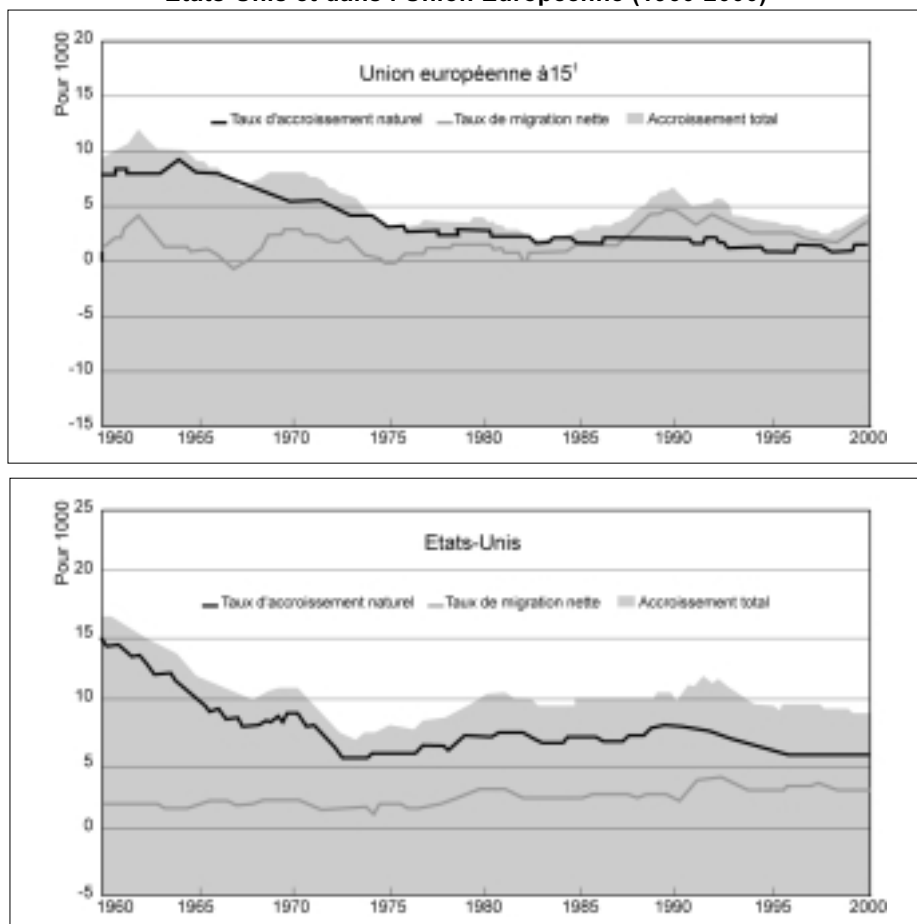 Etats-Unis et dans l'Union Européenne (1960-2000)
Pour 1000
Union européenne à15¹
Taux d'accroissement naturel Taux de migration nette Accroissement total
20
15
10
5
0
-5
-10
-15
1960 1965 1970 1975 1980 1985 1990 1995 2000
Pour 1000
Etats-Unis
Taux d'accroissement naturel Taux de migration nette Accroissement total
25
20
15
10
5
0
-5
1960 1965 1970 1975 1980 1985 1990 1995 2000